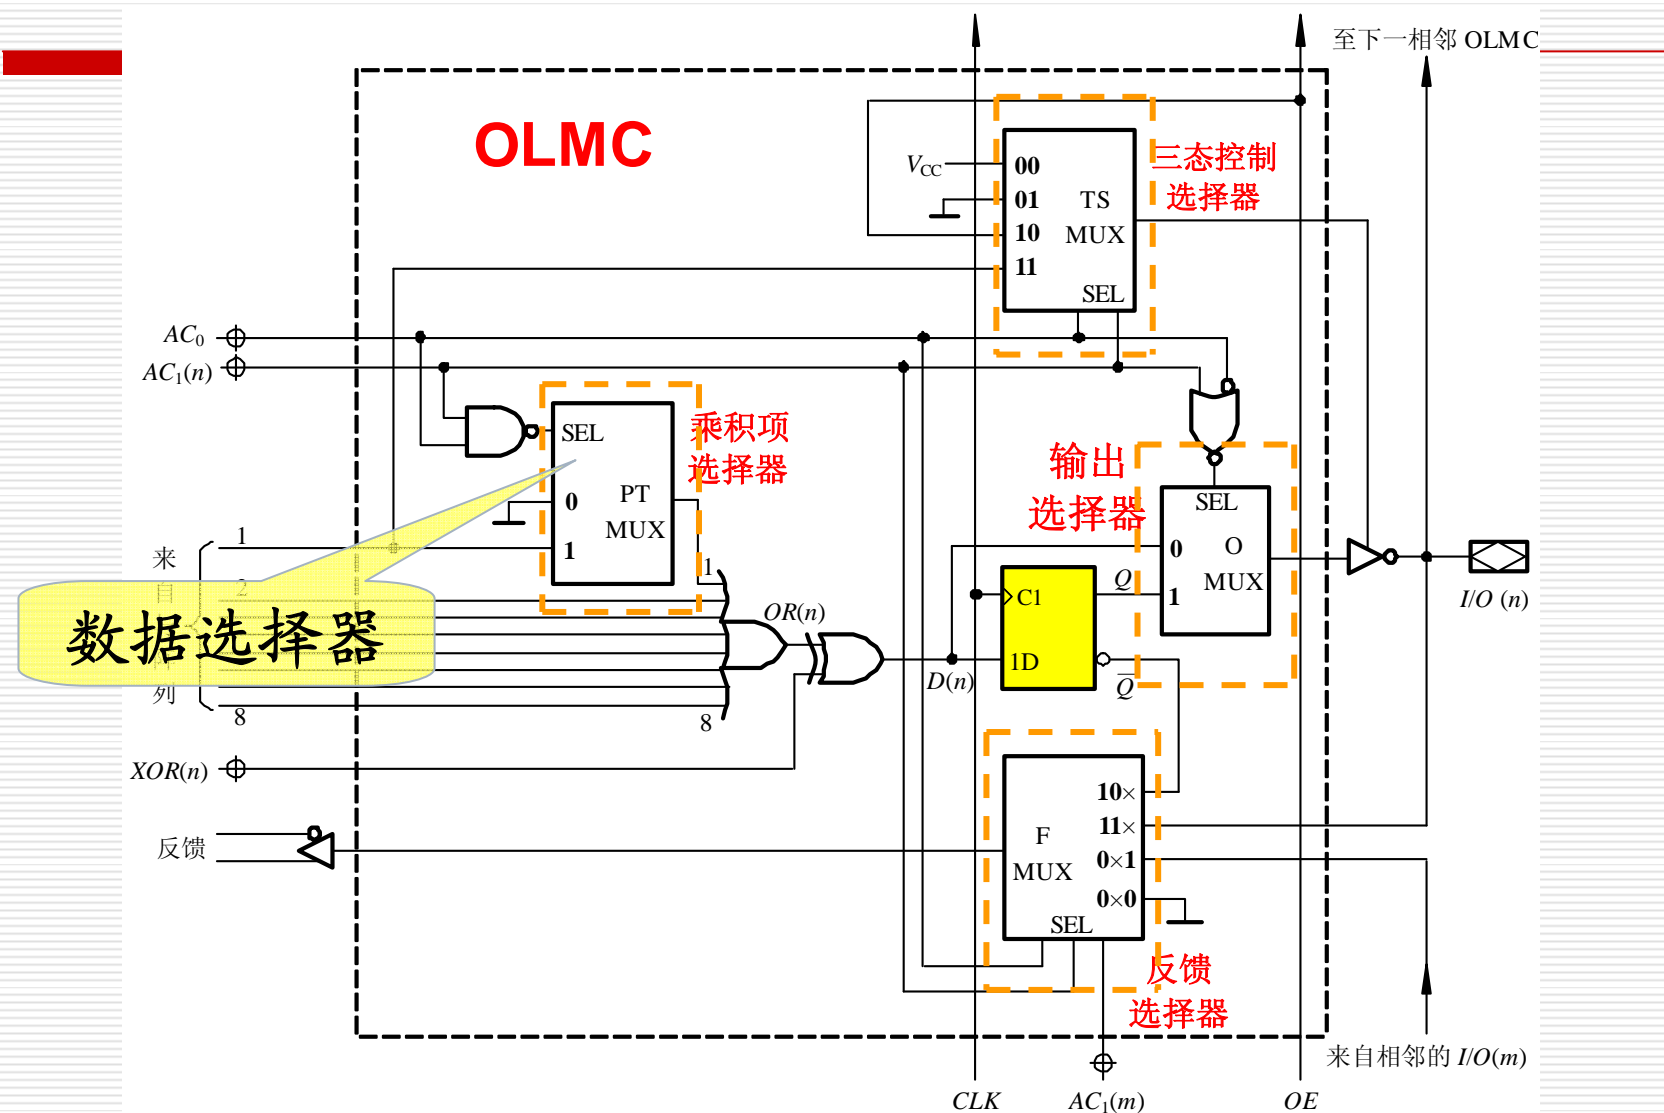 至下一相邻 OLMC
OLMC
VCC
00
01
10
11
TS
MUX
SEL
三态控制
选择器
AC0
AC1(n)
SEL
0
1
PT
MUX
乘积项
选择器
输出
选择器
SEL
0
1
O
MUX
I/O (n)
来
1
2
数据选择器
列
8
1
8
OR(n)
D(n)
Q
C1
1D
Q̅
XOR(n)
反馈
F
MUX
10×
11×
0×1
0×0
SEL
反馈
选择器
来自相邻的 I/O(m)
CLK
AC1(m)
OE